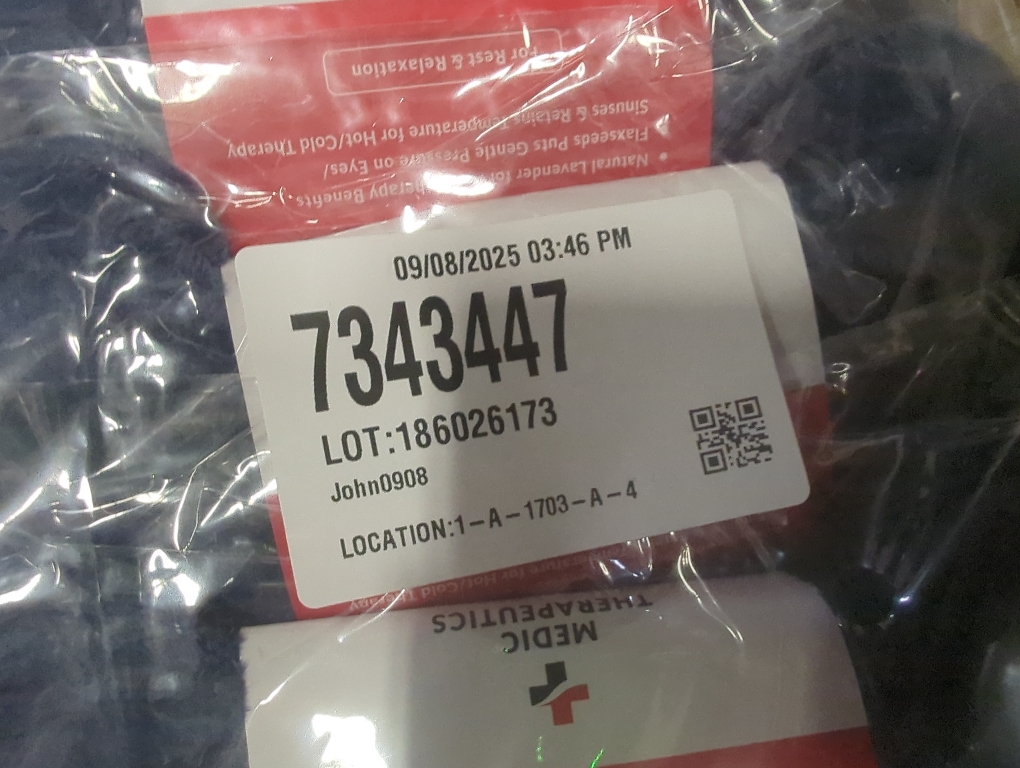 For Rest & Relaxation
• Natural Lavender for Therapy Benefits.
Flaxseeds Puts Gentle Pressure on Eyes/
Sinuses & Retains Temperature for Hot/Cold Therapy
09/08/2025 03:46 PM
7343447
LOT:186026173
John0908
LOCATION:1-A-1703-A-4
for Hot/Cold Therapy
MEDIC
THERAPEUTICS